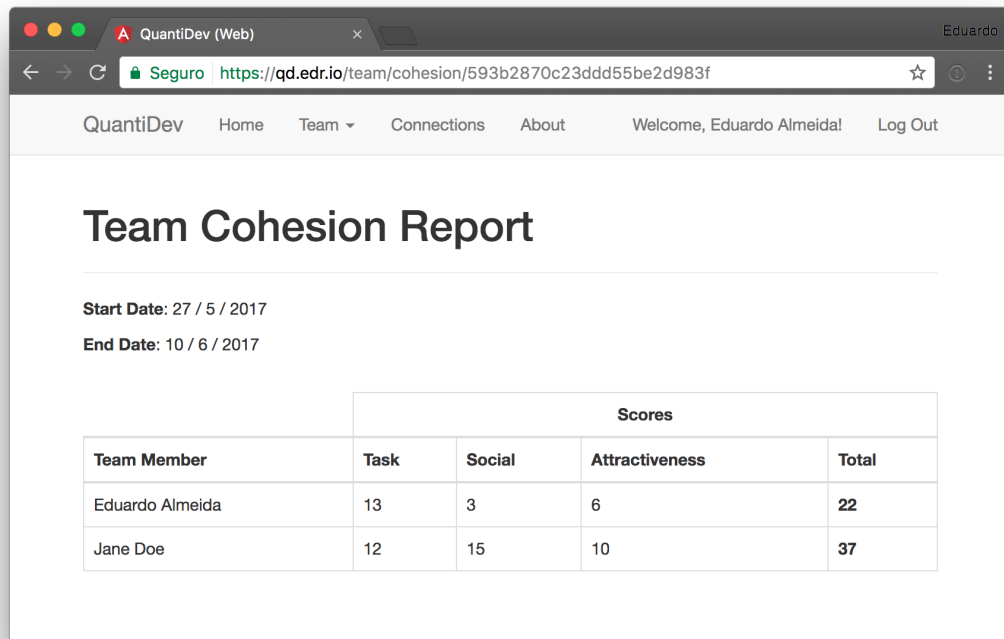 QuantiDev (Web)
Eduardo
Seguro https://qd.edr.io/team/cohesion/593b2870c23ddd55be2d983f
QuantiDev Home Team Connections About Welcome, Eduardo Almeida! Log Out
Team Cohesion Report
Start Date: 27 / 5 / 2017
End Date: 10 / 6 / 2017
Scores
Team Member Task Social Attractiveness Total
Eduardo Almeida 13 3 6 22
Jane Doe 12 15 10 37